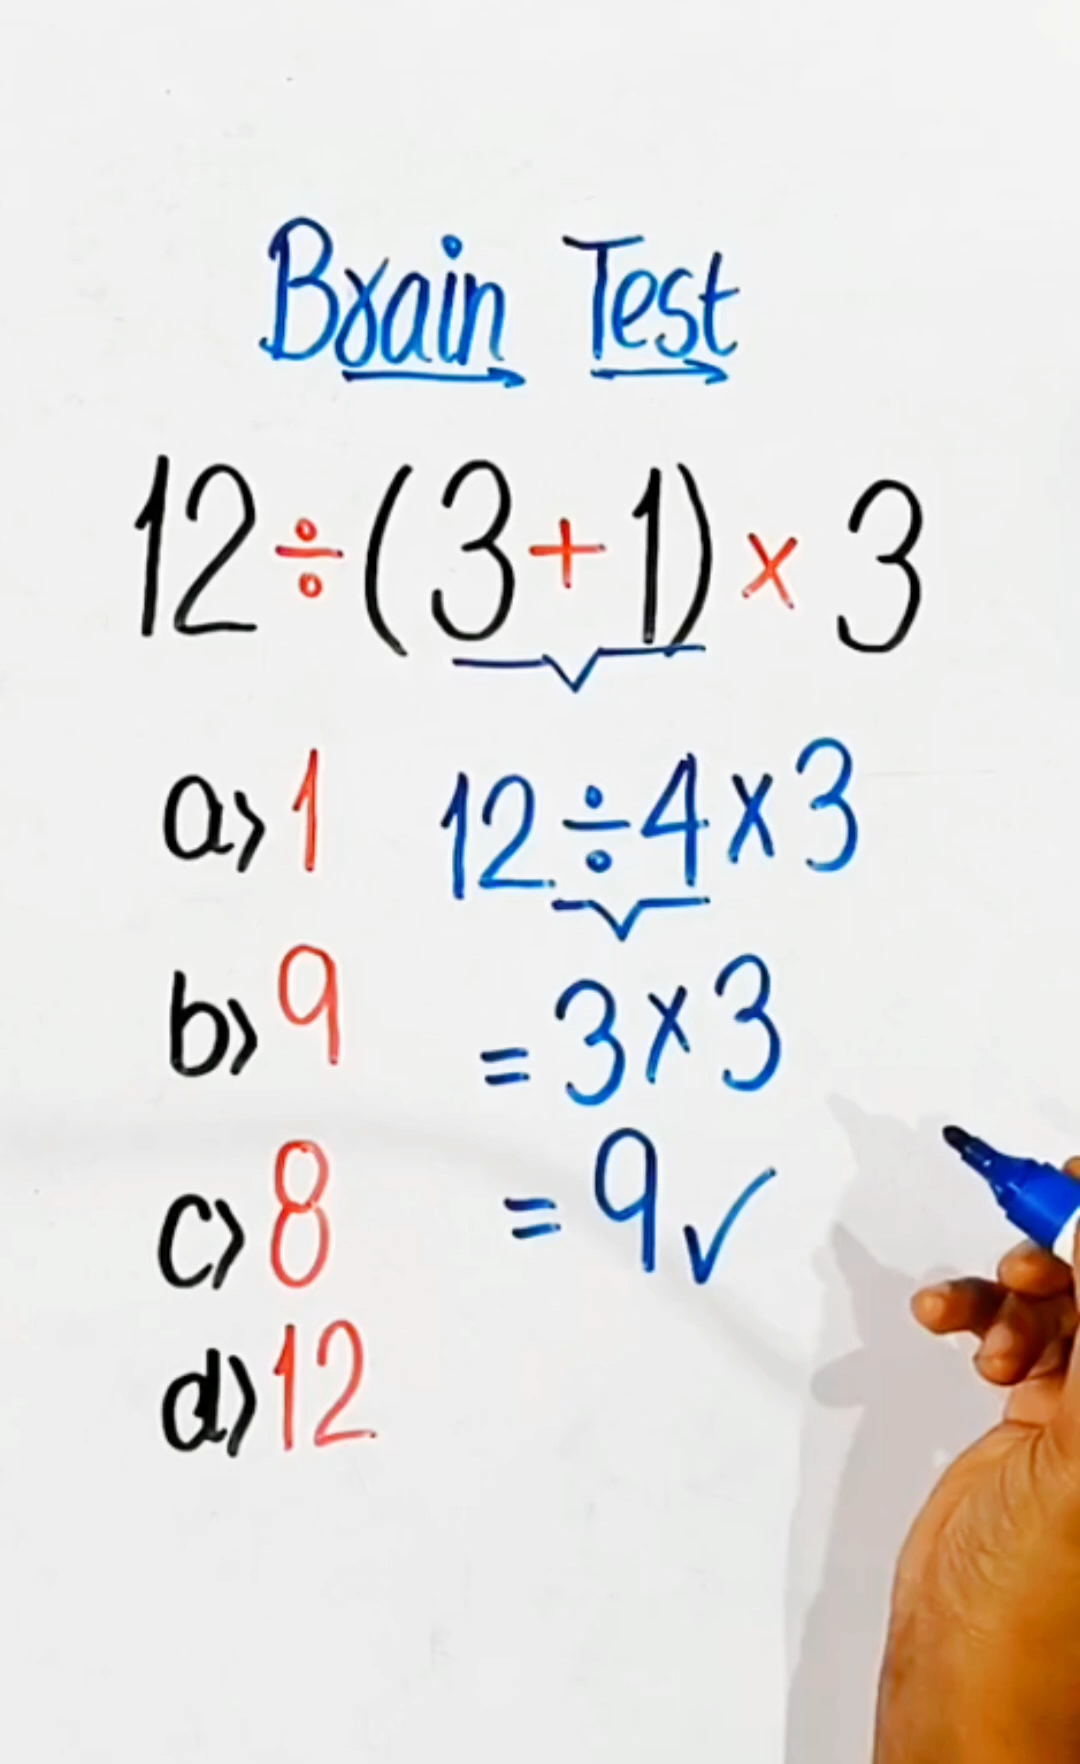 Brain Test
12 ÷ (3 + 1) × 3
a) 1
12 ÷ 4 × 3
b) 9
= 3 × 3
c) 8
= 9 ✓
d) 12